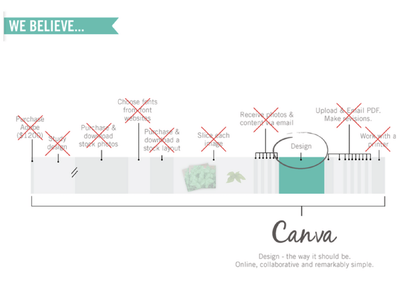 WE BELIEVE...
Purchase
Adobe
($1200)
Study
design
Purchase &
download
stock photos
Choose fonts
from font
websites
Purchase &
download a
stock layout
Slice each
image
Receive photos &
content via email
Design
Upload & Email PDF.
Make revisions.
Work with a
printer
Canva
Design - the way it should be.
Online, collaborative and remarkably simple.